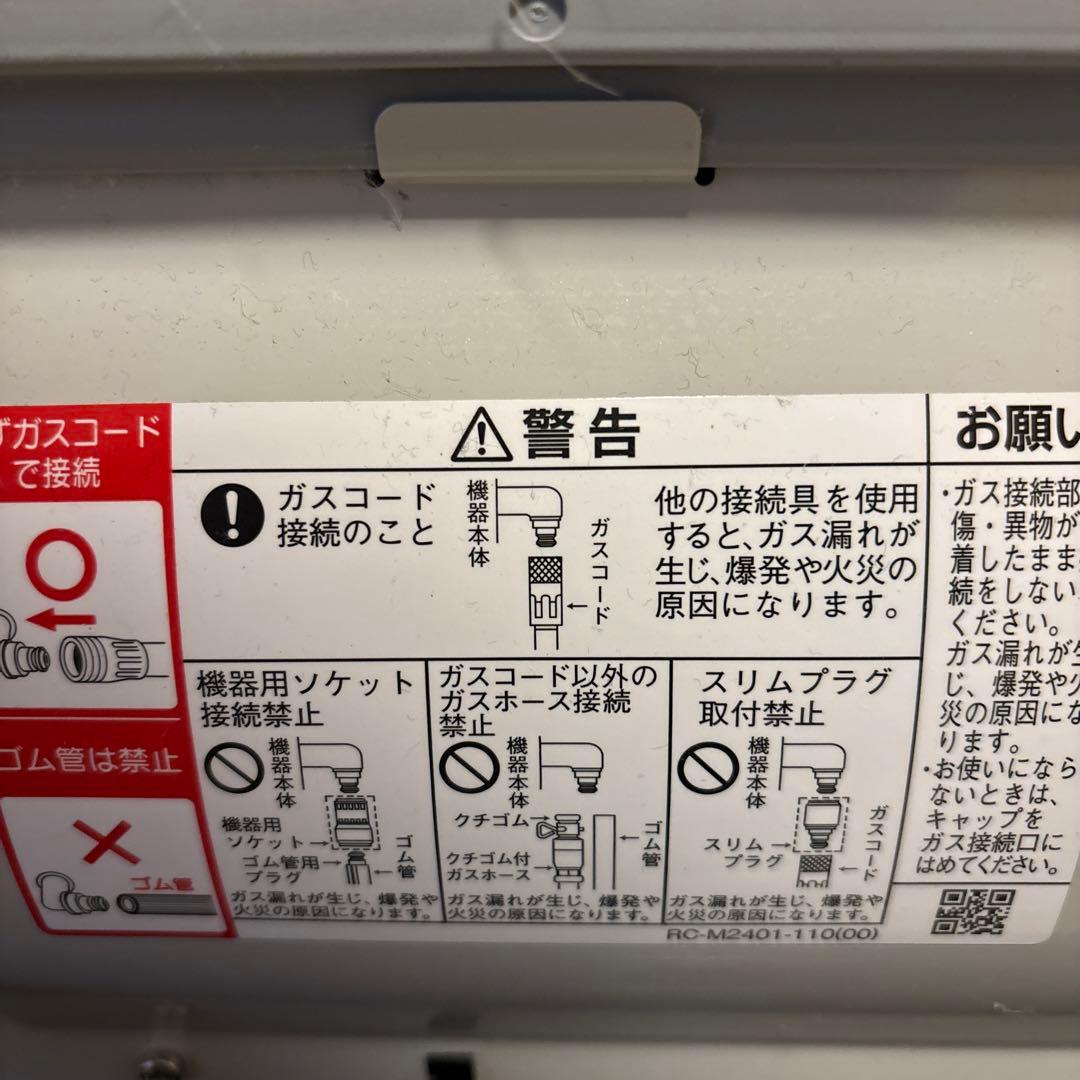 ガスコード
で接続
ゴム管は禁止
ゴム管
警告
ガスコード
接続のこと
機器本体
ガスコード
他の接続具を使用
すると、ガス漏れが
生じ、爆発や火災の
原因になります。
機器用ソケット
接続禁止
機器本体
機器用
ソケット
ゴム管用
プラグ
ゴム管
ガス漏れが生じ、爆発や
火災の原因になります。
ガスコード以外の
ガスホース接続
禁止
機器本体
クチゴム
クチゴム付
ガスホース
ゴム管
ガス漏れが生じ、爆発や
火災の原因になります。
スリムプラグ
取付禁止
機器本体
スリム
プラグ
ガスコード
ガス漏れが生じ、爆発や
火災の原因になります。
RC-M2401-110(00)
お願い
・ガス接続部
傷・異物が
着したまま
続をしない
ください。
ガス漏れが生
じ、爆発や火
災の原因にな
ります。
・お使いになら
ないときは、
キャップを
ガス接続口に
はめてください。